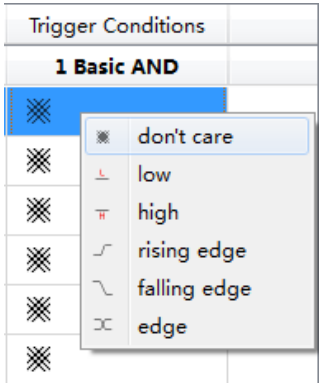 Trigger Conditions
1 Basic AND
don't care
L low
H high
rising edge
falling edge
edge